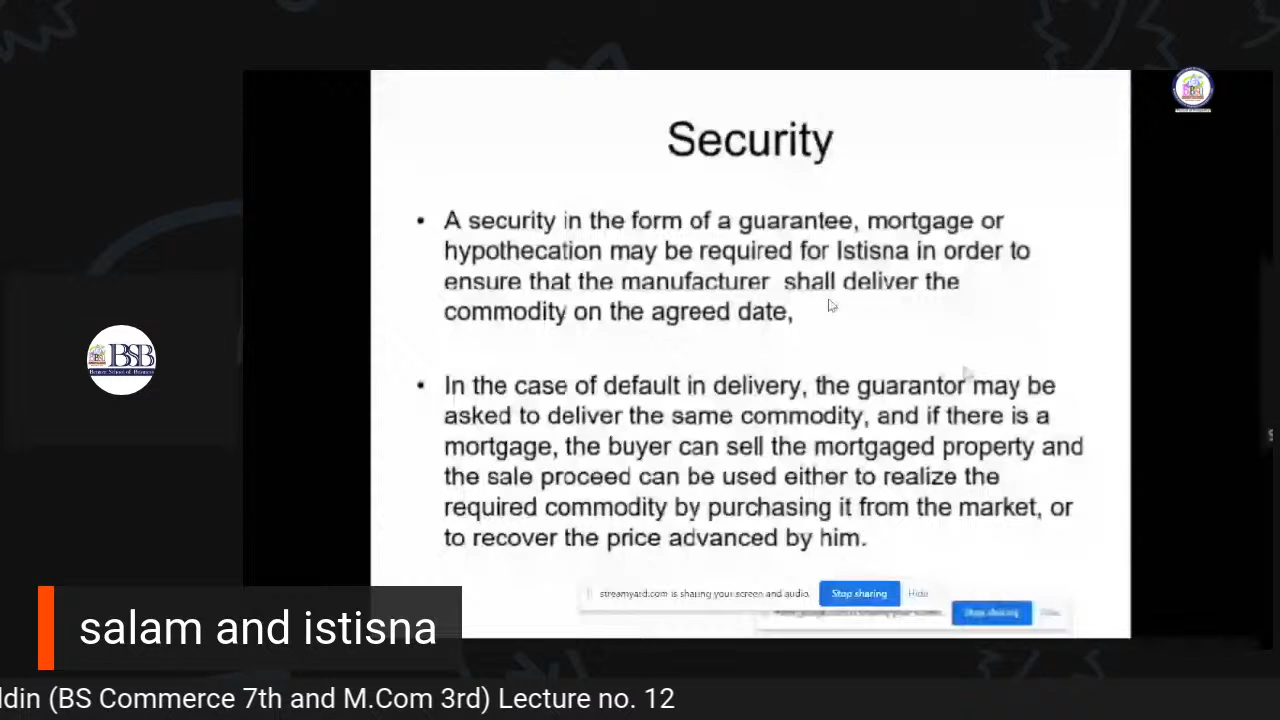 Security
• A security in the form of a guarantee, mortgage or
hypothecation may be required for Istisna in order to
ensure that the manufacturer shall deliver the
commodity on the agreed date,
• In the case of default in delivery, the guarantor may be
asked to deliver the same commodity, and if there is a
mortgage, the buyer can sell the mortgaged property and
the sale proceed can be used either to realize the
required commodity by purchasing it from the market, or
to recover the price advanced by him.
BSB
streamyard.com is sharing your screen and audio.
Stop sharing
Hide
Stop sharing
salam and istisna
ldin (BS Commerce 7th and M.Com 3rd) Lecture no. 12